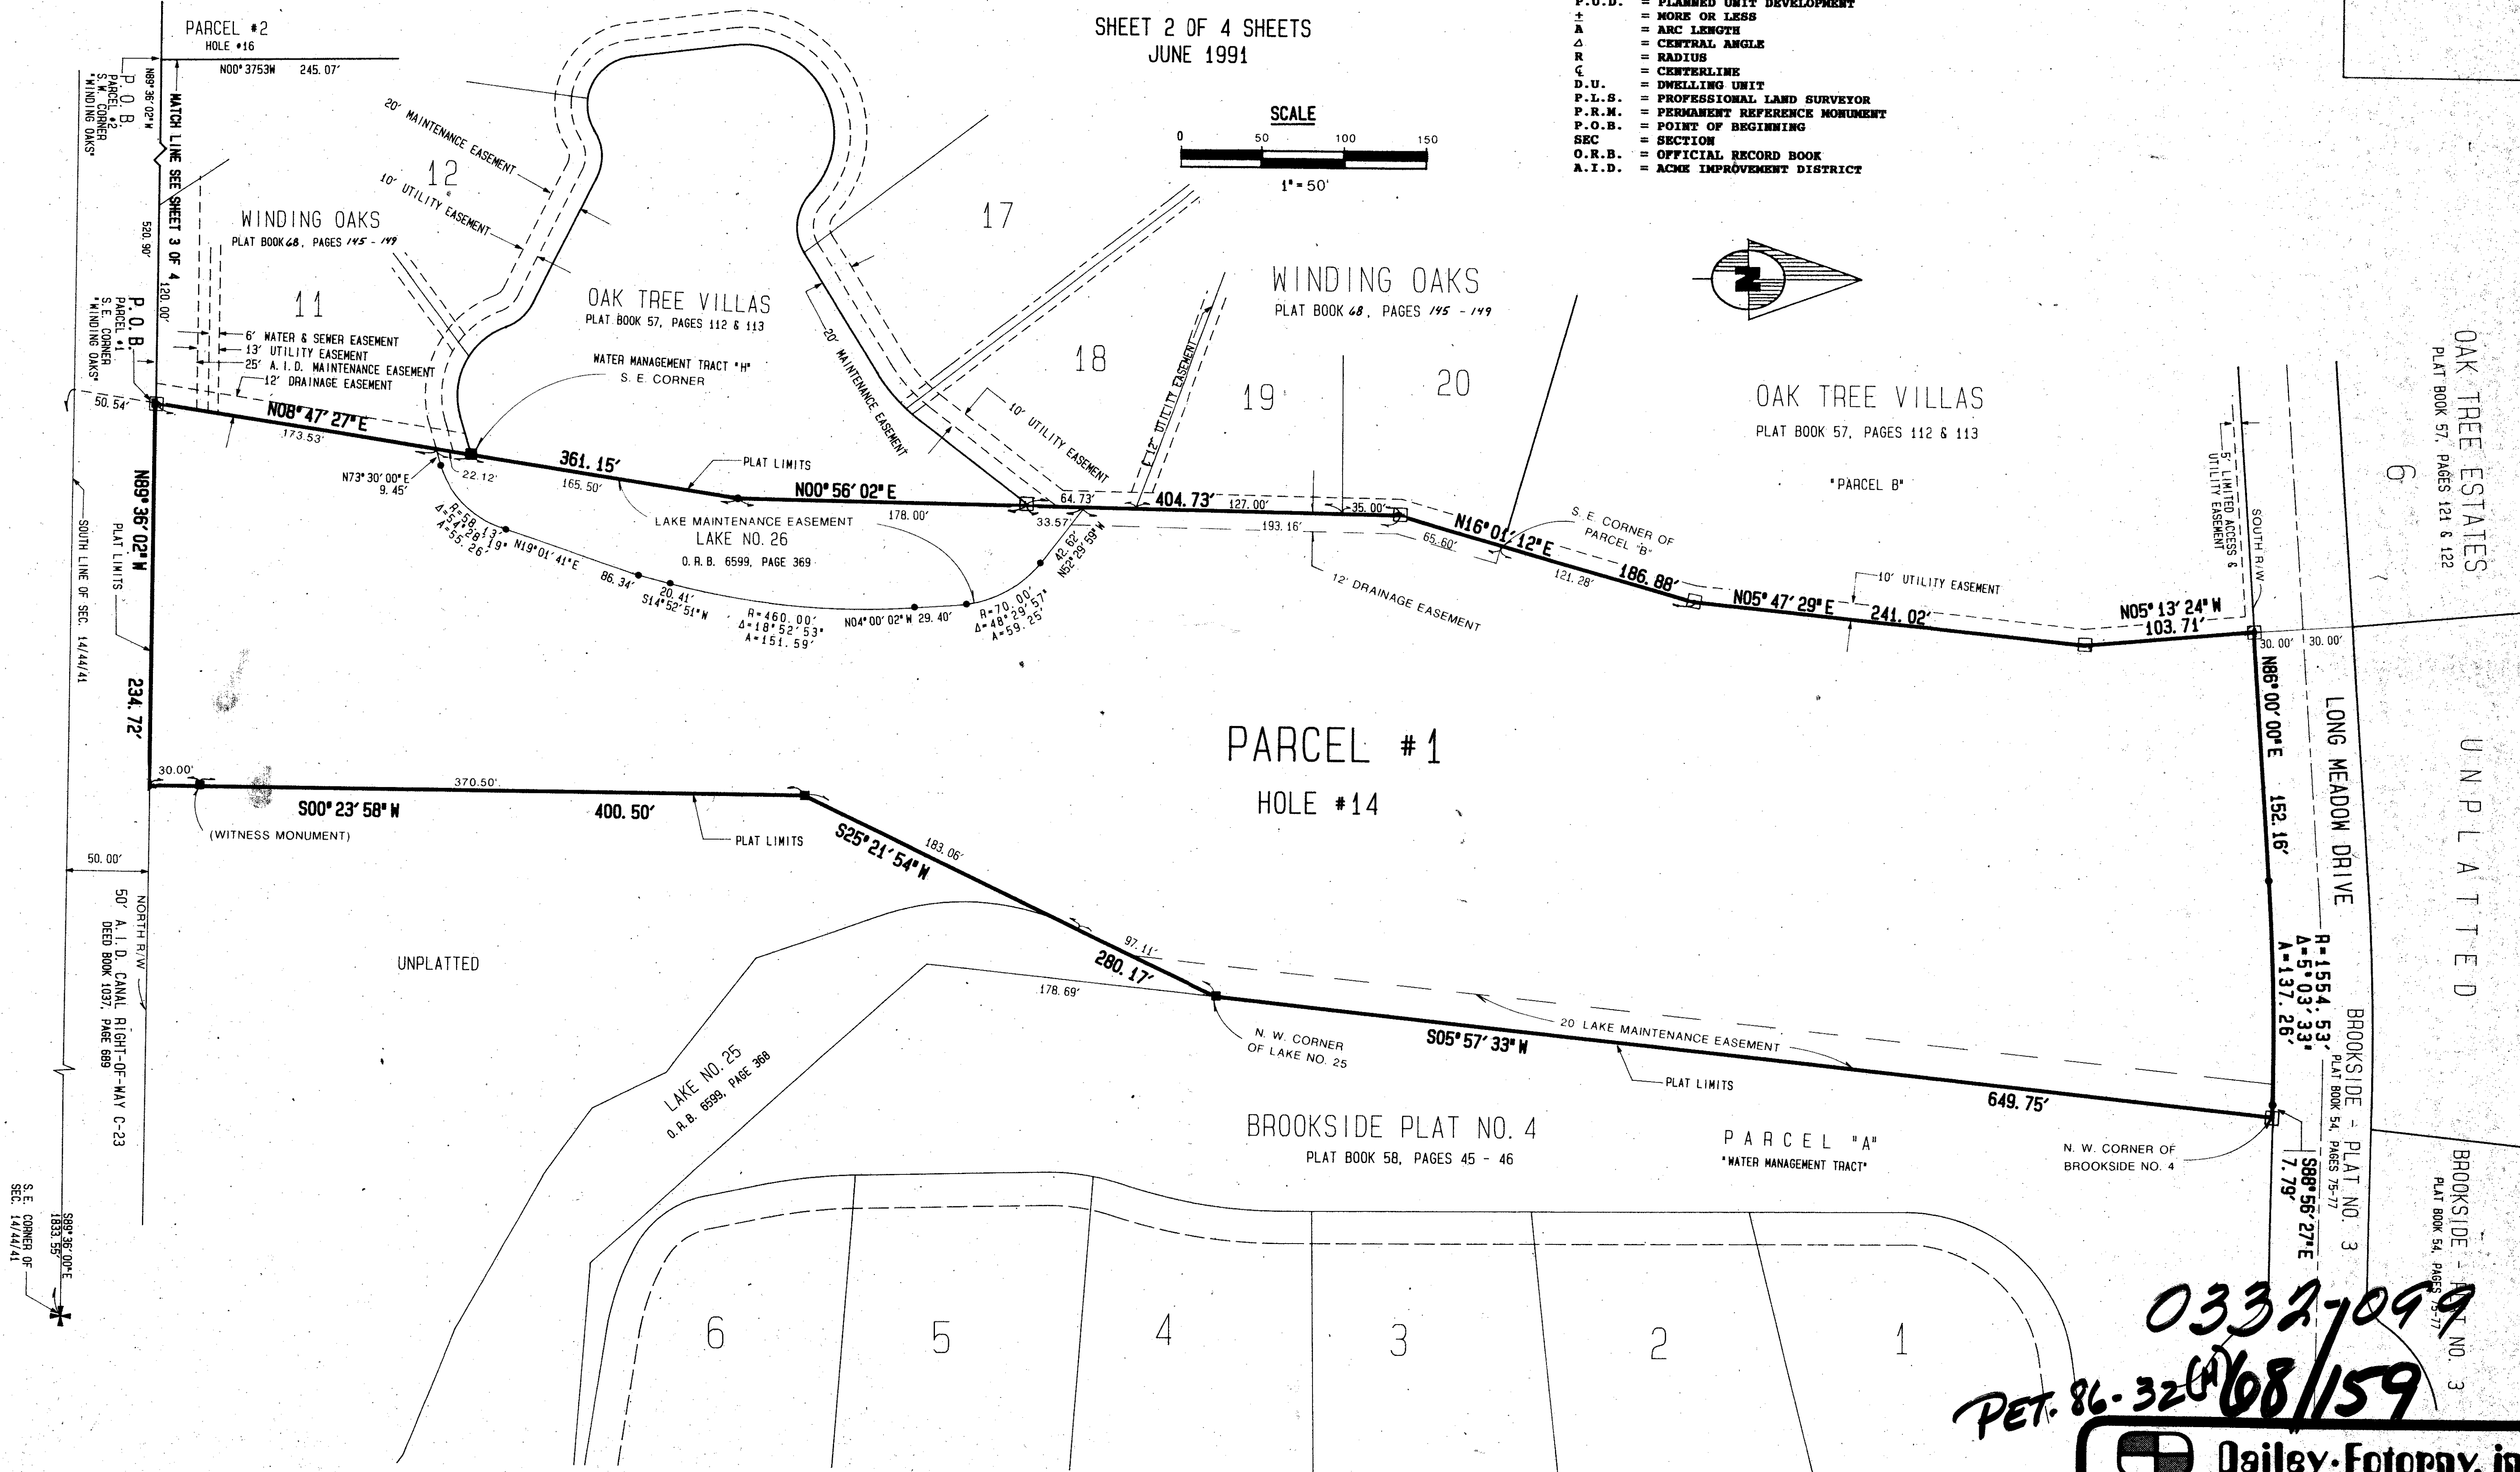 PARCEL #2
HOLE #16
N00°3753W 245.07'
N89°36'02"W
P.O.B.
PARCEL #2
S.W. CORNER
"WINDING OAKS"
MATCH LINE SEE SHEET 3 OF 4
520.90'
120.00'
P.O.B.
PARCEL #1
S.E. CORNER
"WINDING OAKS"
50.54'
SHEET 2 OF 4 SHEETS
JUNE 1991
SCALE
0 50 100 150
1"=50'
P.U.D. = PLANNED UNIT DEVELOPMENT
± = MORE OR LESS
A = ARC LENGTH
Δ = CENTRAL ANGLE
R = RADIUS
℄ = CENTERLINE
D.U. = DWELLING UNIT
P.L.S. = PROFESSIONAL LAND SURVEYOR
P.R.M. = PERMANENT REFERENCE MONUMENT
P.O.B. = POINT OF BEGINNING
SEC = SECTION
O.R.B. = OFFICIAL RECORD BOOK
A.I.D. = ACME IMPROVEMENT DISTRICT
20' MAINTENANCE EASEMENT
12
10' UTILITY EASEMENT
WINDING OAKS
PLAT BOOK 68, PAGES 145 - 149
11
6' WATER & SEWER EASEMENT
13' UTILITY EASEMENT
25' A.I.D. MAINTENANCE EASEMENT
12' DRAINAGE EASEMENT
OAK TREE VILLAS
PLAT BOOK 57, PAGES 112 & 113
WATER MANAGEMENT TRACT "H"
S.E. CORNER
20' MAINTENANCE EASEMENT
17
18
10' UTILITY EASEMENT
℄ 12' UTILITY EASEMENT
WINDING OAKS
PLAT BOOK 68, PAGES 145 - 149
19
20
N
OAK TREE VILLAS
PLAT BOOK 57, PAGES 112 & 113
"PARCEL B"
5' LIMITED ACCESS &
UTILITY EASEMENT
SOUTH R/W
OAK TREE ESTATES
PLAT BOOK 57, PAGES 121 & 122
6
N08°47'27"E
173.53'
361.15'
165.50'
22.12'
N73°30'00"E
9.45'
PLAT LIMITS
N00°56'02"E
178.00'
LAKE MAINTENANCE EASEMENT
LAKE NO. 26
O.R.B. 6599, PAGE 369
R=58.13'
Δ=54°28'19"
A=55.26'
N19°01'41"E
86.34'
20.41'
S14°52'51"W
R=460.00'
Δ=18°52'53"
A=151.59'
N04°00'02"W 29.40'
R=70.00'
Δ=48°29'57"
A=59.25'
42.62'
N52°29'59"W
33.57'
64.73'
404.73'
127.00'
35.00'
193.16'
12' DRAINAGE EASEMENT
N16°01'12"E
65.60'
S.E. CORNER OF
PARCEL "B"
121.28'
186.88'
10' UTILITY EASEMENT
N05°47'29"E
241.02'
N05°13'24"W
103.71'
30.00' 30.00'
N86°00'00"E 152.16'
LONG MEADOW DRIVE
UNPLATTED
R=1554.53'
Δ=5°03'33"
A=137.26'
BROOKSIDE - PLAT NO. 3
PLAT BOOK 54, PAGES 75-77
S88°56'27"E
7.79'
BROOKSIDE - PLAT NO. 3
PLAT BOOK 54, PAGES 75-77
SOUTH LINE OF SEC. 14/44/41
PLAT LIMITS
N89°36'02"W
234.72'
PARCEL #1
HOLE #14
30.00'
370.50'
S00°23'58"W
400.50'
(WITNESS MONUMENT)
PLAT LIMITS
S25°21'54"W
183.06'
97.11'
280.17'
178.69'
50.00'
NORTH R/W
50' A.I.D. CANAL RIGHT-OF-WAY C-23
DEED BOOK 1037, PAGE 689
UNPLATTED
LAKE NO. 25
O.R.B. 6599, PAGE 368
N.W. CORNER
OF LAKE NO. 25
S05°57'33"W
20 LAKE MAINTENANCE EASEMENT
PLAT LIMITS
649.75'
BROOKSIDE PLAT NO. 4
PLAT BOOK 58, PAGES 45 - 46
PARCEL "A"
"WATER MANAGEMENT TRACT"
N.W. CORNER OF
BROOKSIDE NO. 4
S89°36'00"E
1833.55'
S.E. CORNER OF
SEC. 14/44/41
6
5
4
3
2
1
0332-099
PET. 86-32(H) 68/159
Dailey·Fotorny, in